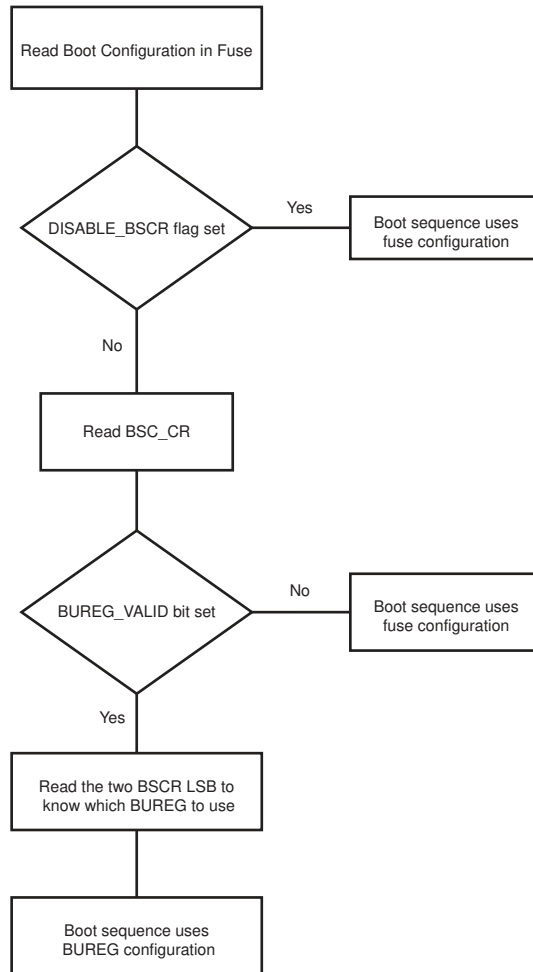 Read Boot Configuration in Fuse
DISABLE_BSCR flag set
Yes
Boot sequence uses
fuse configuration
No
Read BSC_CR
BUREG_VALID bit set
No
Boot sequence uses
fuse configuration
Yes
Read the two BSCR LSB to
know which BUREG to use
Boot sequence uses
BUREG configuration